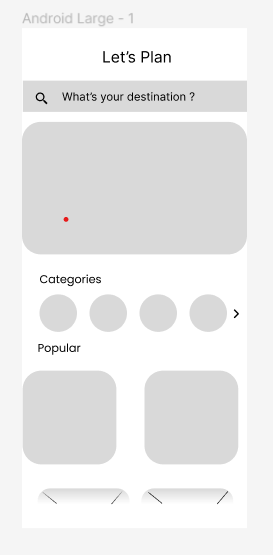 Android Large - 1
Let's Plan
What's your destination ?
Categories
Popular